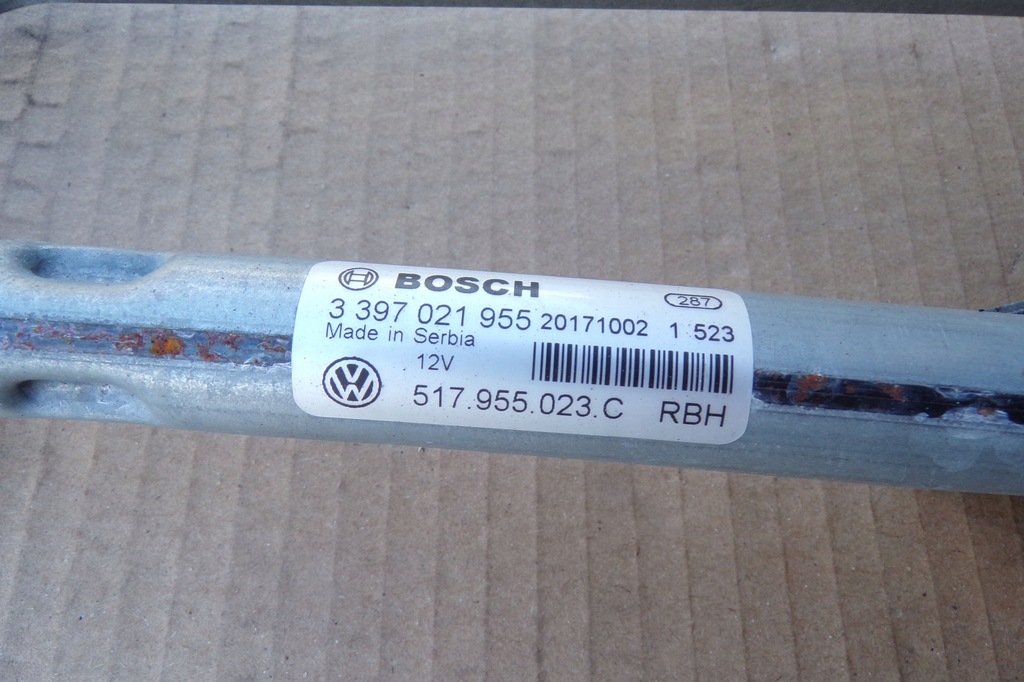 BOSCH 287
3 397 021 955 20171002 1 523
Made in Serbia
12V
517.955.023.C RBH